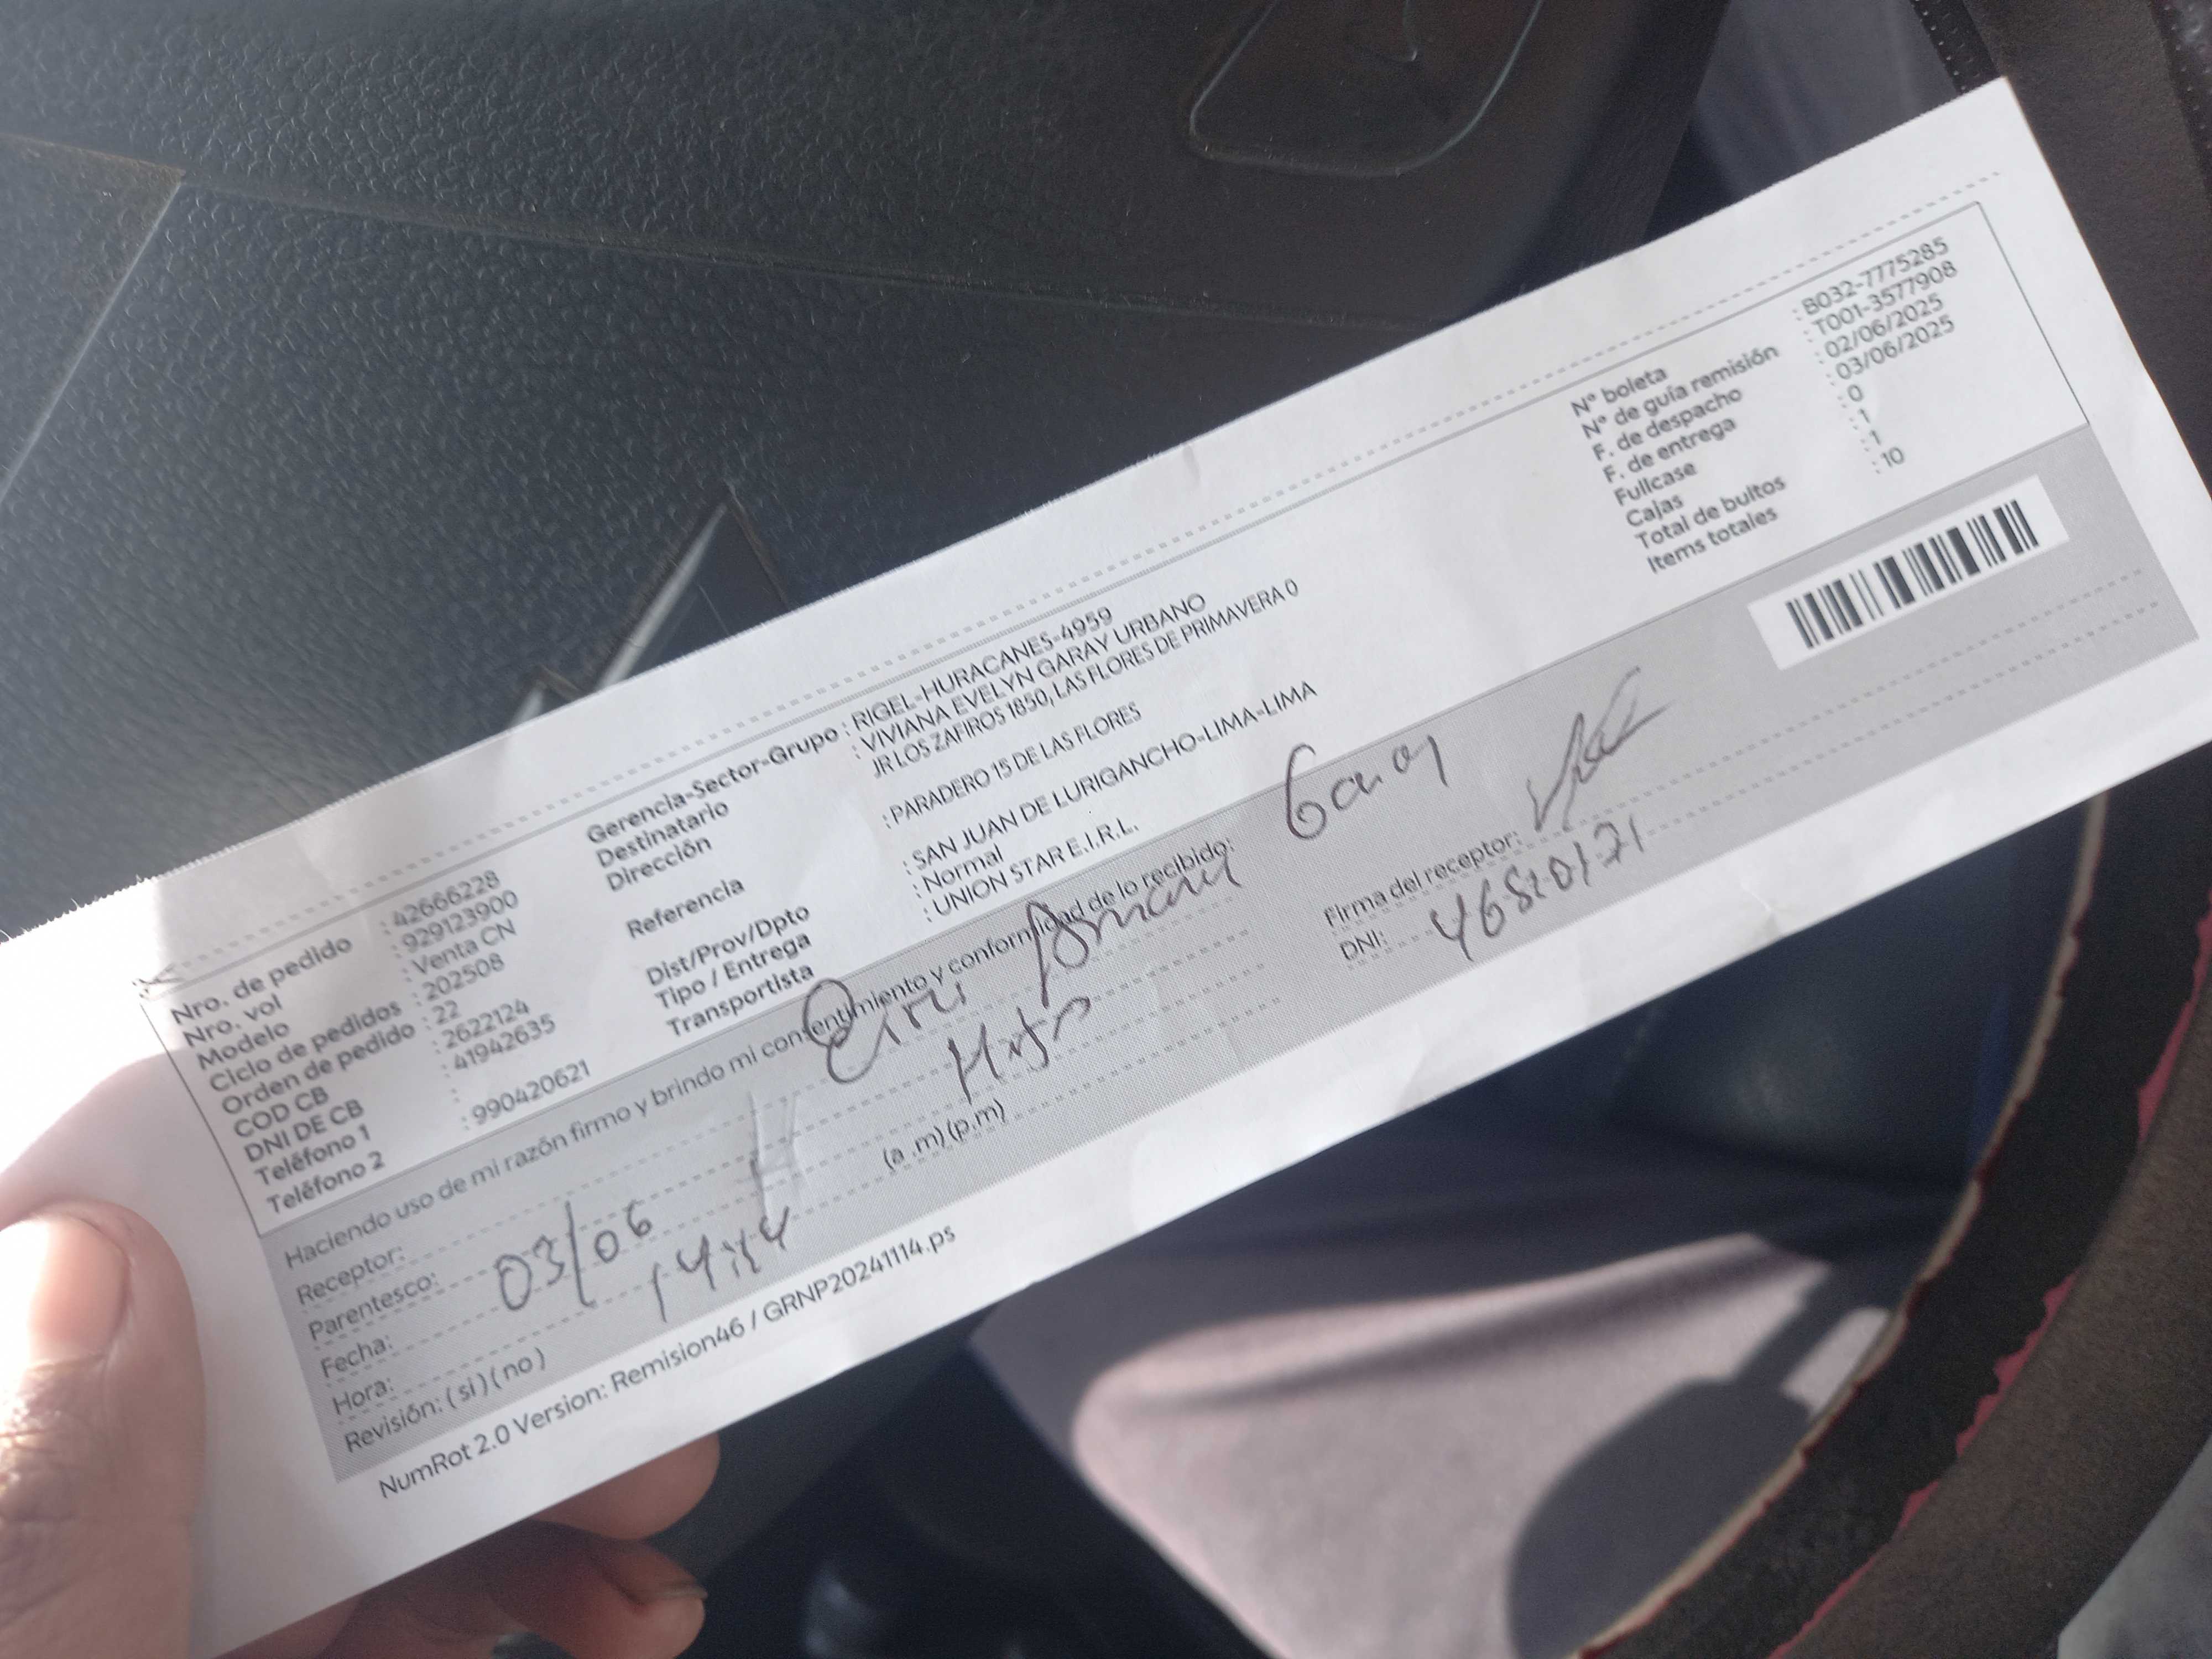 Nro. de pedido : 42666228
Nro. vol : 929123900
Modelo : Venta CN
Ciclo de pedidos : 202508
Orden de pedido : 22
COD CB : 2622124
DNI DE CB : 41942635
Teléfono 1 :
Teléfono 2 : 990420621
Gerencia-Sector-Grupo : RIGEL-HURACANES-4959
Destinatario : VIVIANA EVELYN GARAY URBANO
Dirección JR LOS ZAFIROS 1850, LAS FLORES DE PRIMAVERA 0
Referencia : PARADERO 15 DE LAS FLORES
Dist/Prov/Dpto : SAN JUAN DE LURIGANCHO-LIMA-LIMA
Tipo / Entrega : Normal
Transportista : UNION STAR E.I.R.L.
N° boleta : B032-7775285
N° de guía remisión : T001-3577908
F. de despacho : 02/06/2025
F. de entrega : 03/06/2025
Fullcase : 0
Cajas : 1
Total de bultos : 1
Items totales : 10
Haciendo uso de mi razón firmo y brindo mi consentimiento y conformidad de lo recibido:
Receptor: Garay
Parentesco:
Fecha: 03/06
Hora: (a .m) (p.m)
Revisión: ( si ) ( no )
Firma del receptor:
DNI:
NumRot 2.0 Version: Remision46 / GRNP20241114.ps